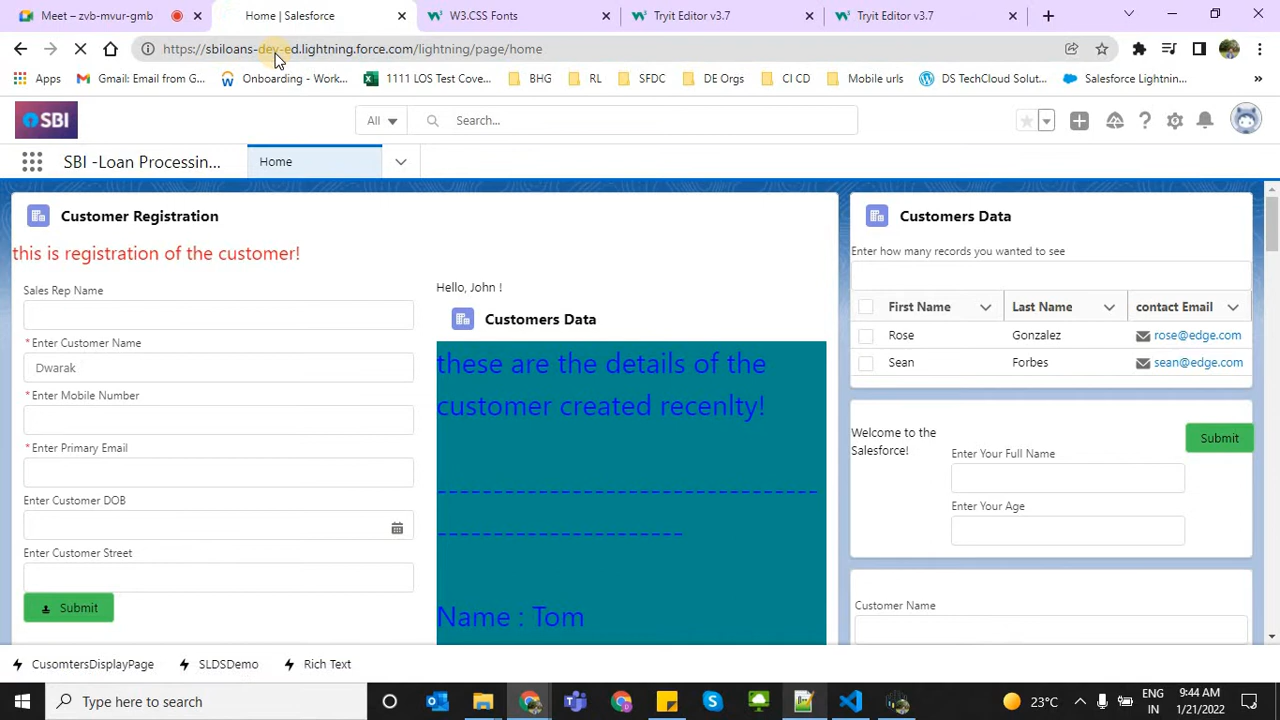 Meet – zvb-mvur-gmb
Home | Salesforce
W3.CSS Fonts
Tryit Editor v3.7
Tryit Editor v3.7
https://sbiloans-dev-ed.lightning.force.com/lightning/page/home
Apps
Gmail: Email from G...
Onboarding - Work...
1111 LOS Test Cove...
BHG
RL
SFDC
DE Orgs
CI CD
Mobile urls
DS TechCloud Solut...
Salesforce Lightnin...
SBI
All
Search...
SBI -Loan Processin...
Home
Customer Registration
this is registration of the customer!
Sales Rep Name
*Enter Customer Name
Dwarak
*Enter Mobile Number
*Enter Primary Email
Enter Customer DOB
Enter Customer Street
Submit
Hello, John !
Customers Data
these are the details of the
customer created recenlty!
---------------------------------
---------------------
Name : Tom
Customers Data
Enter how many records you wanted to see
First Name Last Name contact Email
Rose Gonzalez rose@edge.com
Sean Forbes sean@edge.com
Welcome to the
Salesforce!
Enter Your Full Name
Enter Your Age
Submit
Customer Name
CusomtersDisplayPage
SLDSDemo
Rich Text
Type here to search
23°C
ENG
IN
9:44 AM
1/21/2022